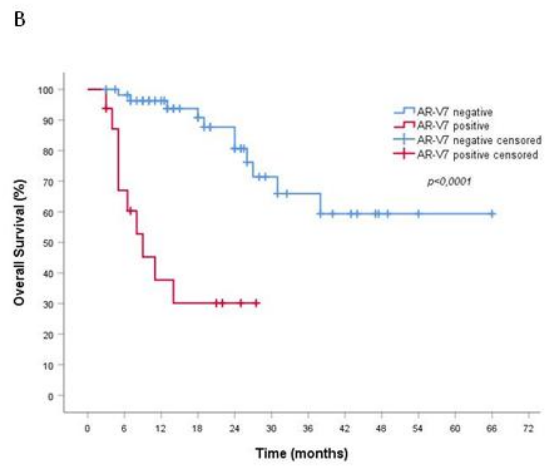 B
100
90
80
70
60
50
40
30
20
10
0
Overall Survival (%)
AR-V7 negative
AR-V7 positive
AR-V7 negative censored
AR-V7 positive censored
p<0,0001
0 6 12 18 24 30 36 42 48 54 60 66 72
Time (months)